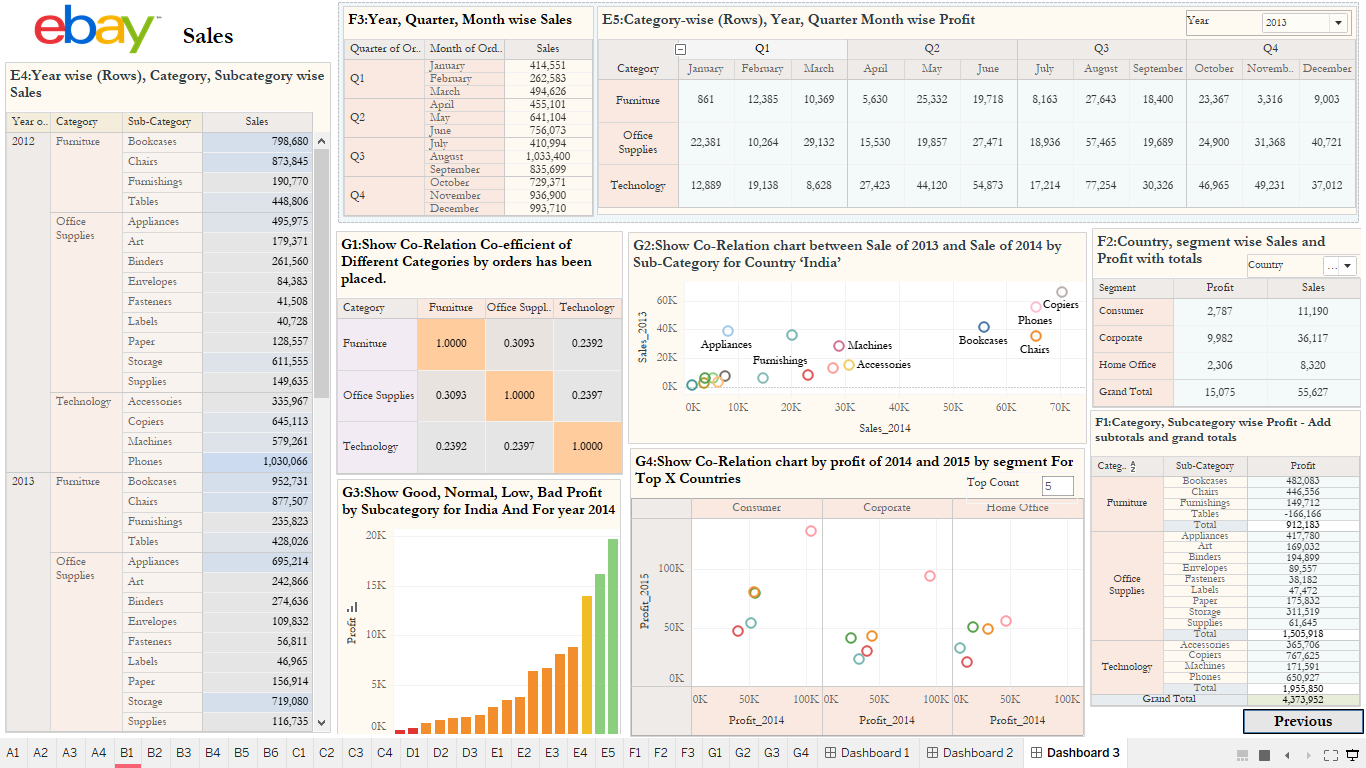 ebay™ Sales
E4:Year wise (Rows), Category, Subcategory wise
Sales
Year o.. Category Sub-Category Sales
2012 Furniture Bookcases 798,680
Chairs 873,845
Furnishings 190,770
Tables 448,806
Office Supplies Appliances 495,975
Art 179,371
Binders 261,560
Envelopes 84,383
Fasteners 41,508
Labels 40,728
Paper 128,557
Storage 611,555
Supplies 149,635
Technology Accessories 335,967
Copiers 645,113
Machines 579,261
Phones 1,030,066
2013 Furniture Bookcases 952,731
Chairs 877,507
Furnishings 235,823
Tables 428,026
Office Supplies Appliances 695,214
Art 242,866
Binders 274,636
Envelopes 109,832
Fasteners 56,811
Labels 46,965
Paper 156,914
Storage 719,080
Supplies 116,735
F3:Year, Quarter, Month wise Sales
Quarter of Or.. Month of Ord.. Sales
Q1 January 414,551
February 262,583
March 494,626
Q2 April 455,101
May 641,104
June 756,073
Q3 July 410,994
August 1,033,400
September 835,699
Q4 October 729,371
November 936,900
December 993,710
E5:Category-wise (Rows), Year, Quarter Month wise Profit
Year 2013
Q1 Q2 Q3 Q4
Category January February March April May June July August September October Novemb.. December
Furniture 861 12,385 10,369 5,630 25,332 19,718 8,163 27,643 18,400 23,367 3,316 9,003
Office Supplies 22,381 10,264 29,132 15,530 19,857 27,471 18,936 57,465 19,689 24,900 31,368 40,721
Technology 12,889 19,138 8,628 27,423 44,120 54,873 17,214 77,254 30,326 46,965 49,231 37,012
G1:Show Co-Relation Co-efficient of
Different Categories by orders has been
placed.
Category Furniture Office Suppl.. Technology
Furniture 1.0000 0.3093 0.2392
Office Supplies 0.3093 1.0000 0.2397
Technology 0.2392 0.2397 1.0000
G2:Show Co-Relation chart between Sale of 2013 and Sale of 2014 by
Sub-Category for Country ‘India’
Sales_2013
60K
40K
20K
0K
Copiers
Phones
Chairs
Bookcases
Appliances
Machines
Furnishings
Accessories
0K 10K 20K 30K 40K 50K 60K 70K
Sales_2014
F2:Country, segment wise Sales and
Profit with totals
Country ...
Segment Profit Sales
Consumer 2,787 11,190
Corporate 9,982 36,117
Home Office 2,306 8,320
Grand Total 15,075 55,627
G3:Show Good, Normal, Low, Bad Profit
by Subcategory for India And For year 2014
Profit
20K
15K
10K
5K
0K
G4:Show Co-Relation chart by profit of 2014 and 2015 by segment For
Top X Countries
Top Count 5
Consumer Corporate Home Office
Profit_2015
100K
50K
0K
0K 50K 100K 0K 50K 100K 0K 50K 100K
Profit_2014 Profit_2014 Profit_2014
F1:Category, Subcategory wise Profit - Add
subtotals and grand totals
Categ.. Sub-Category Profit
Furniture Bookcases 482,083
Chairs 446,556
Furnishings 149,712
Tables -166,166
Total 912,183
Office Supplies Appliances 417,780
Art 169,032
Binders 194,899
Envelopes 89,557
Fasteners 38,182
Labels 47,472
Paper 175,832
Storage 311,519
Supplies 61,645
Total 1,505,918
Technology Accessories 365,706
Copiers 767,625
Machines 171,591
Phones 650,927
Total 1,955,850
Grand Total 4,373,952
Previous
A1 A2 A3 A4 B1 B2 B3 B4 B5 B6 C1 C2 C3 C4 D1 D2 D3 E1 E2 E3 E4 E5 F1 F2 F3 G1 G2 G3 G4 Dashboard 1 Dashboard 2 Dashboard 3